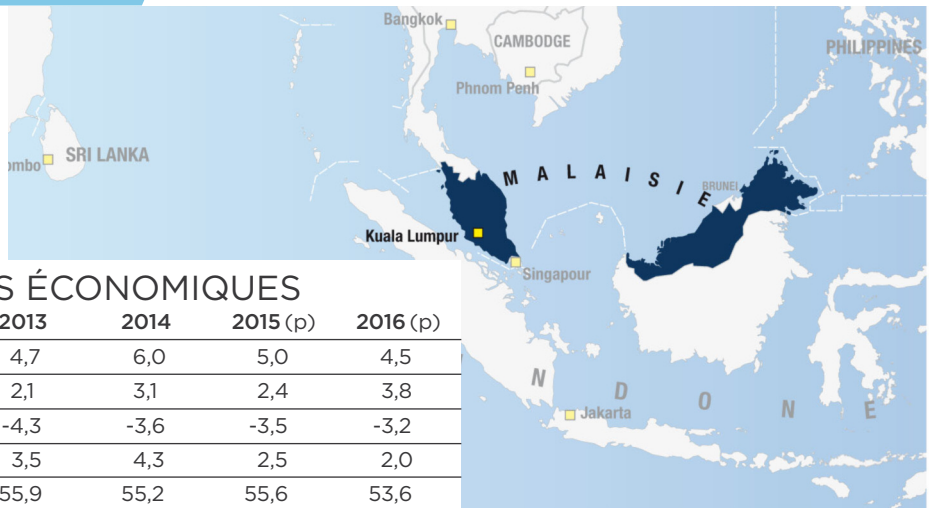 Bangkok
CAMBODGE
PHILIPPINES
Phnom Penh
SRI LANKA
MALAISIE
BRUNEI
Kuala Lumpur
Singapour
ÉCONOMIQUES
2013 2014 2015 (p) 2016 (p)
4,7 6,0 5,0 4,5
2,1 3,1 2,4 3,8
-4,3 -3,6 -3,5 -3,2
3,5 4,3 2,5 2,0
55,9 55,2 55,6 53,6
N D O N E
Jakarta